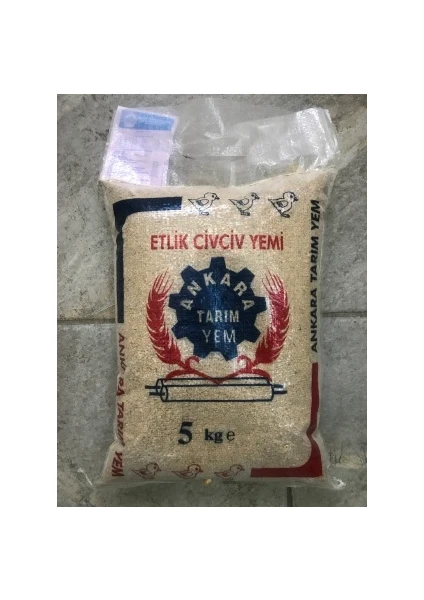 ETLİK CİVCİV YEMİ
ANKARA
TARIM
YEM
5 kg e
ANKARA TARIM YEM
ANKARA TARIM YEM